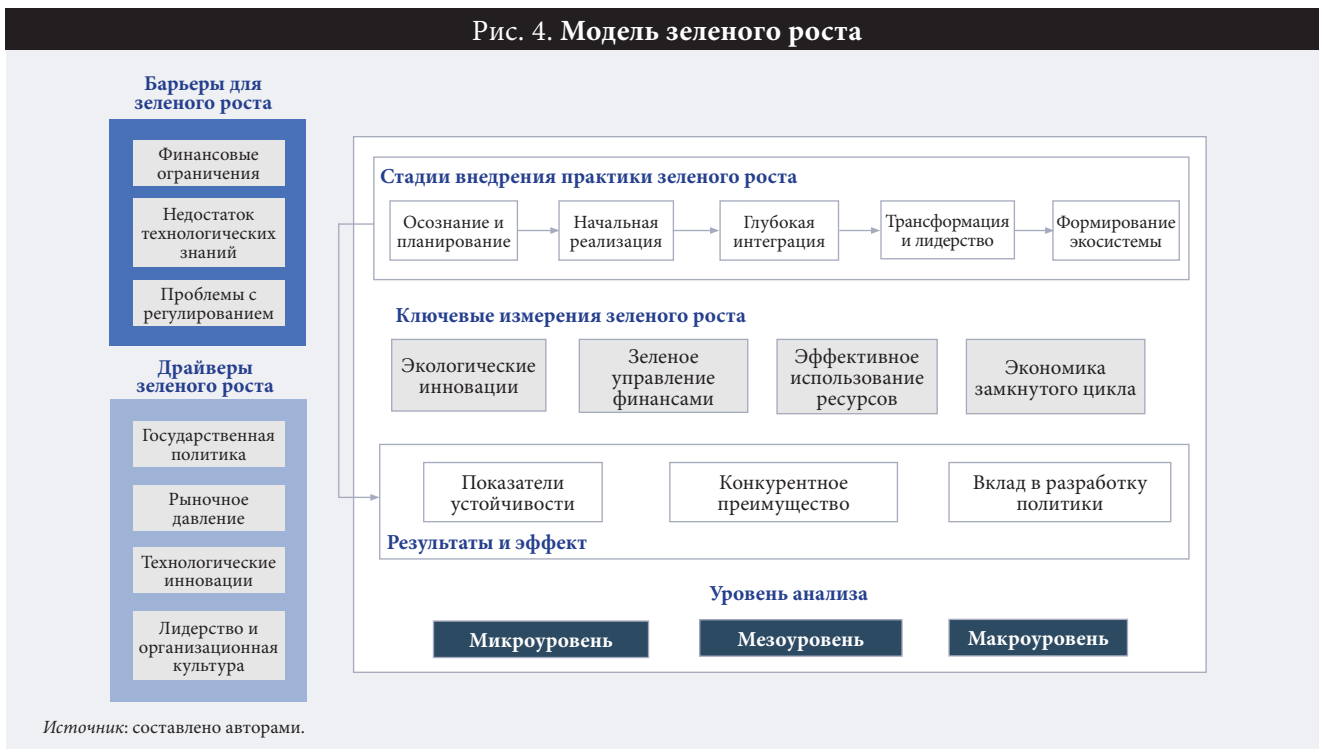 Рис. 4. Модель зеленого роста
Барьеры для
зеленого роста
Финансовые
ограничения
Недостаток
технологических
знаний
Проблемы с
регулированием
Драйверы
зеленого роста
Государственная
политика
Рыночное
давление
Технологические
инновации
Лидерство и
организационная
культура
Стадии внедрения практики зеленого роста
Осознание и
планирование
Начальная
реализация
Глубокая
интеграция
Трансформация
и лидерство
Формирование
экосистемы
Ключевые измерения зеленого роста
Экологические
инновации
Зеленое
управление
финансами
Эффективное
использование
ресурсов
Экономика
замкнутого цикла
Показатели
устойчивости
Конкурентное
преимущество
Вклад в разработку
политики
Результаты и эффект
Уровень анализа
Микроуровень
Мезоуровень
Макроуровень
Источник: составлено авторами.